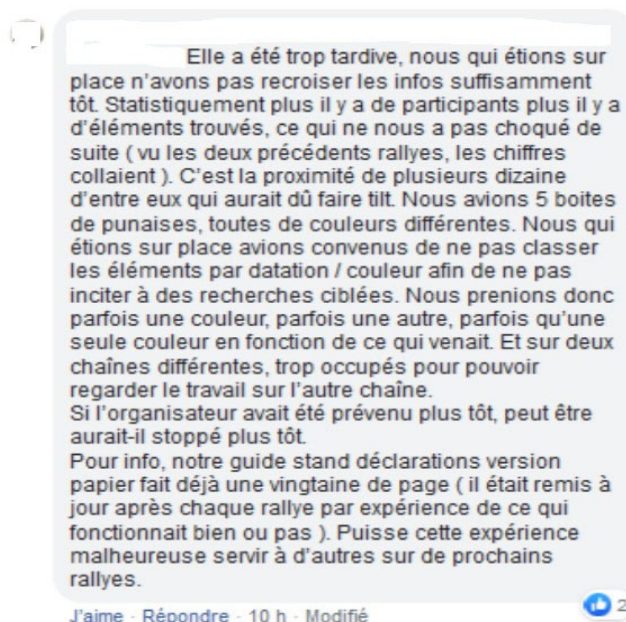 Elle a été trop tardive, nous qui étions sur
place n'avons pas recroiser les infos suffisamment
tôt. Statistiquement plus il y a de participants plus il y a
d'éléments trouvés, ce qui ne nous a pas choqué de
suite ( vu les deux précédents rallyes, les chiffres
collaient ). C'est la proximité de plusieurs dizaine
d'entre eux qui aurait dû faire tilt. Nous avions 5 boites
de punaises, toutes de couleurs différentes. Nous qui
étions sur place avions convenus de ne pas classer
les éléments par datation / couleur afin de ne pas
inciter à des recherches ciblées. Nous prenions donc
parfois une couleur, parfois une autre, parfois qu'une
seule couleur en fonction de ce qui venait. Et sur deux
chaînes différentes, trop occupés pour pouvoir
regarder le travail sur l'autre chaîne.
Si l'organisateur avait été prévenu plus tôt, peut être
aurait-il stoppé plus tôt.
Pour info, notre guide stand déclarations version
papier fait déjà une vingtaine de page ( il était remis à
jour après chaque rallye par expérience de ce qui
fonctionnait bien ou pas ). Puisse cette expérience
malheureuse servir à d'autres sur de prochains
rallyes.
J'aime · Répondre · 10 h · Modifié
2